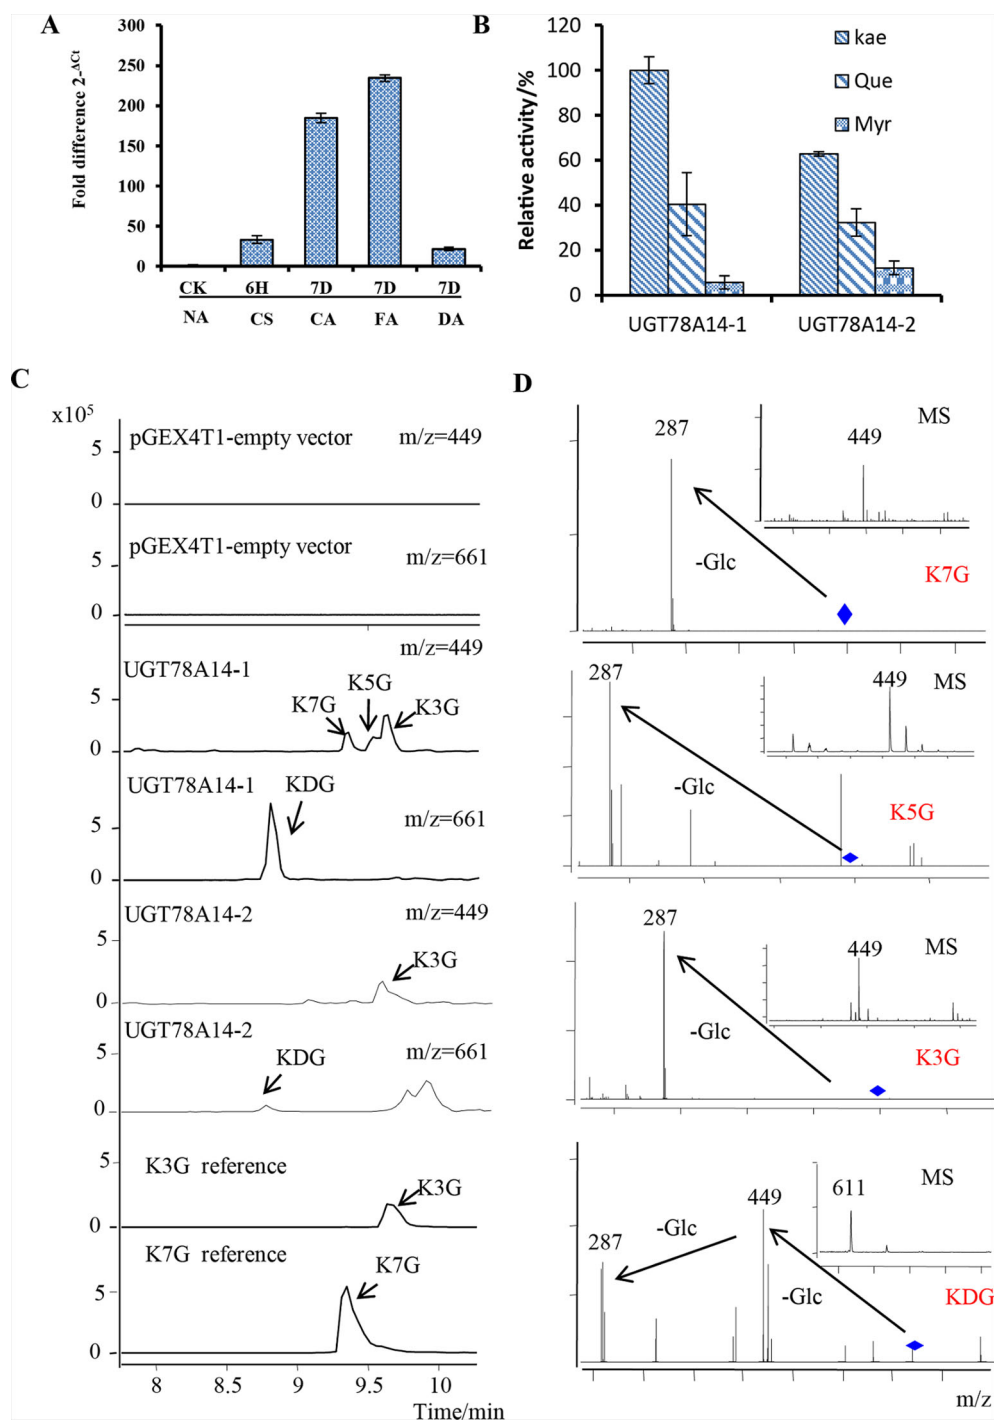 A
Fold difference 2-ΔCt
300
250
200
150
100
50
0
CK 6H 7D 7D 7D
NA CS CA FA DA
B
Relative activity/%
120
100
80
60
40
20
0
kae
Que
Myr
UGT78A14-1 UGT78A14-2
C
x10⁵
pGEX4T1-empty vector m/z=449
5
0
pGEX4T1-empty vector
m/z=661
5
0
m/z=449
UGT78A14-1
K5G
K7G K3G
5
0
UGT78A14-1 KDG
m/z=661
5
0
UGT78A14-2 m/z=449
5
K3G
0
UGT78A14-2
KDG m/z=661
5
0
K3G reference
5
K3G
0
K7G reference
K7G
5
0
8 8.5 9 9.5 10
Time/min
D
287
449
MS
-Glc
K7G
287
449 MS
-Glc
K5G
287
449 MS
-Glc
K3G
611 MS
449
-Glc
287
-Glc
KDG
m/z